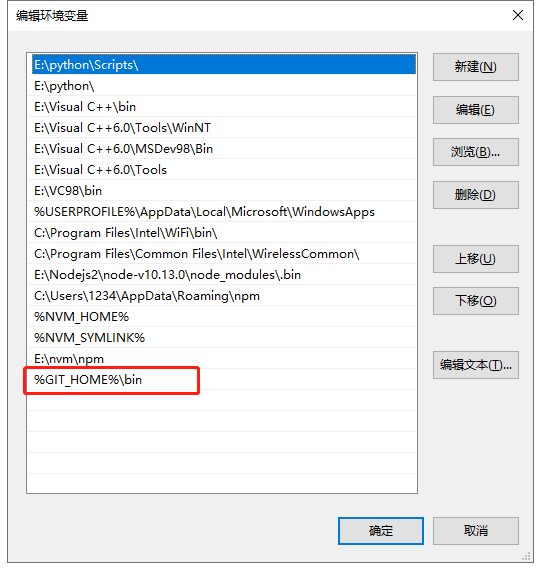 编辑环境变量
E:\python\Scripts\
E:\python\
E:\Visual C++\bin
E:\Visual C++6.0\Tools\WinNT
E:\Visual C++6.0\MSDev98\Bin
E:\Visual C++6.0\Tools
E:\VC98\bin
%USERPROFILE%\AppData\Local\Microsoft\WindowsApps
C:\Program Files\Intel\WiFi\bin\
C:\Program Files\Common Files\Intel\WirelessCommon\
E:\Nodejs2\node-v10.13.0\node_modules\.bin
C:\Users\1234\AppData\Roaming\npm
%NVM_HOME%
%NVM_SYMLINK%
E:\nvm\npm
%GIT_HOME%\bin
新建(N)
编辑(E)
浏览(B)...
删除(D)
上移(U)
下移(O)
编辑文本(T)...
确定
取消